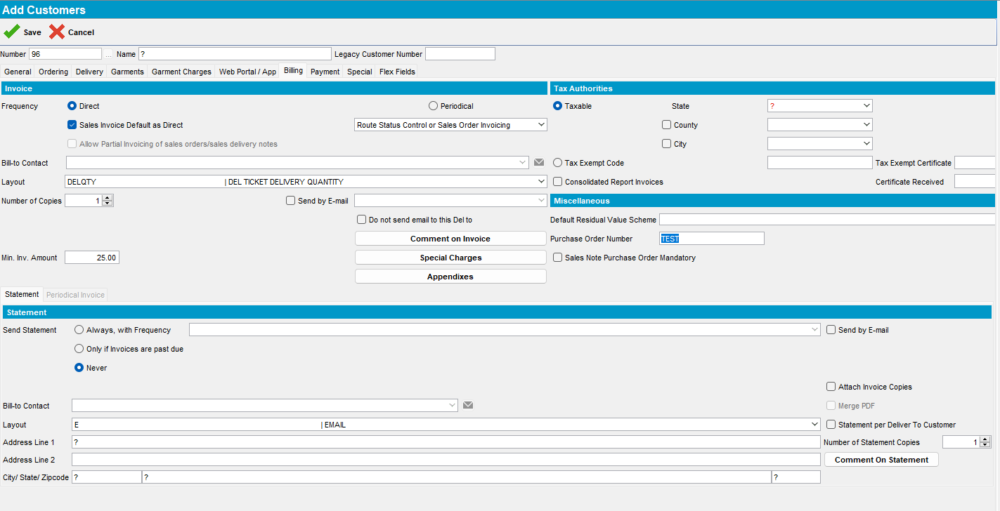 Add Customers
Save Cancel
Number 96 ... Name ? Legacy Customer Number
General Ordering Delivery Garments Garment Charges Web Portal / App Billing Payment Special Flex Fields
Invoice Tax Authorities
Frequency Direct Periodical Taxable State ?
Sales Invoice Default as Direct Route Status Control or Sales Order Invoicing County
Allow Partial Invoicing of sales orders/sales delivery notes City
Bill-to Contact Tax Exempt Code Tax Exempt Certificate
Layout DELQTY | DEL TICKET DELIVERY QUANTITY Consolidated Report Invoices Certificate Received
Number of Copies 1 Send by E-mail Miscellaneous
Do not send email to this Del to Default Residual Value Scheme
Comment on Invoice Purchase Order Number TEST
Min. Inv. Amount 25.00 Special Charges Sales Note Purchase Order Mandatory
Appendixes
Statement Periodical Invoice
Statement
Send Statement Always, with Frequency Send by E-mail
Only if Invoices are past due
Never
Attach Invoice Copies
Bill-to Contact Merge PDF
Layout E | EMAIL Statement per Deliver To Customer
Address Line 1 ? Number of Statement Copies 1
Address Line 2 Comment On Statement
City/ State/ Zipcode ? ? ?